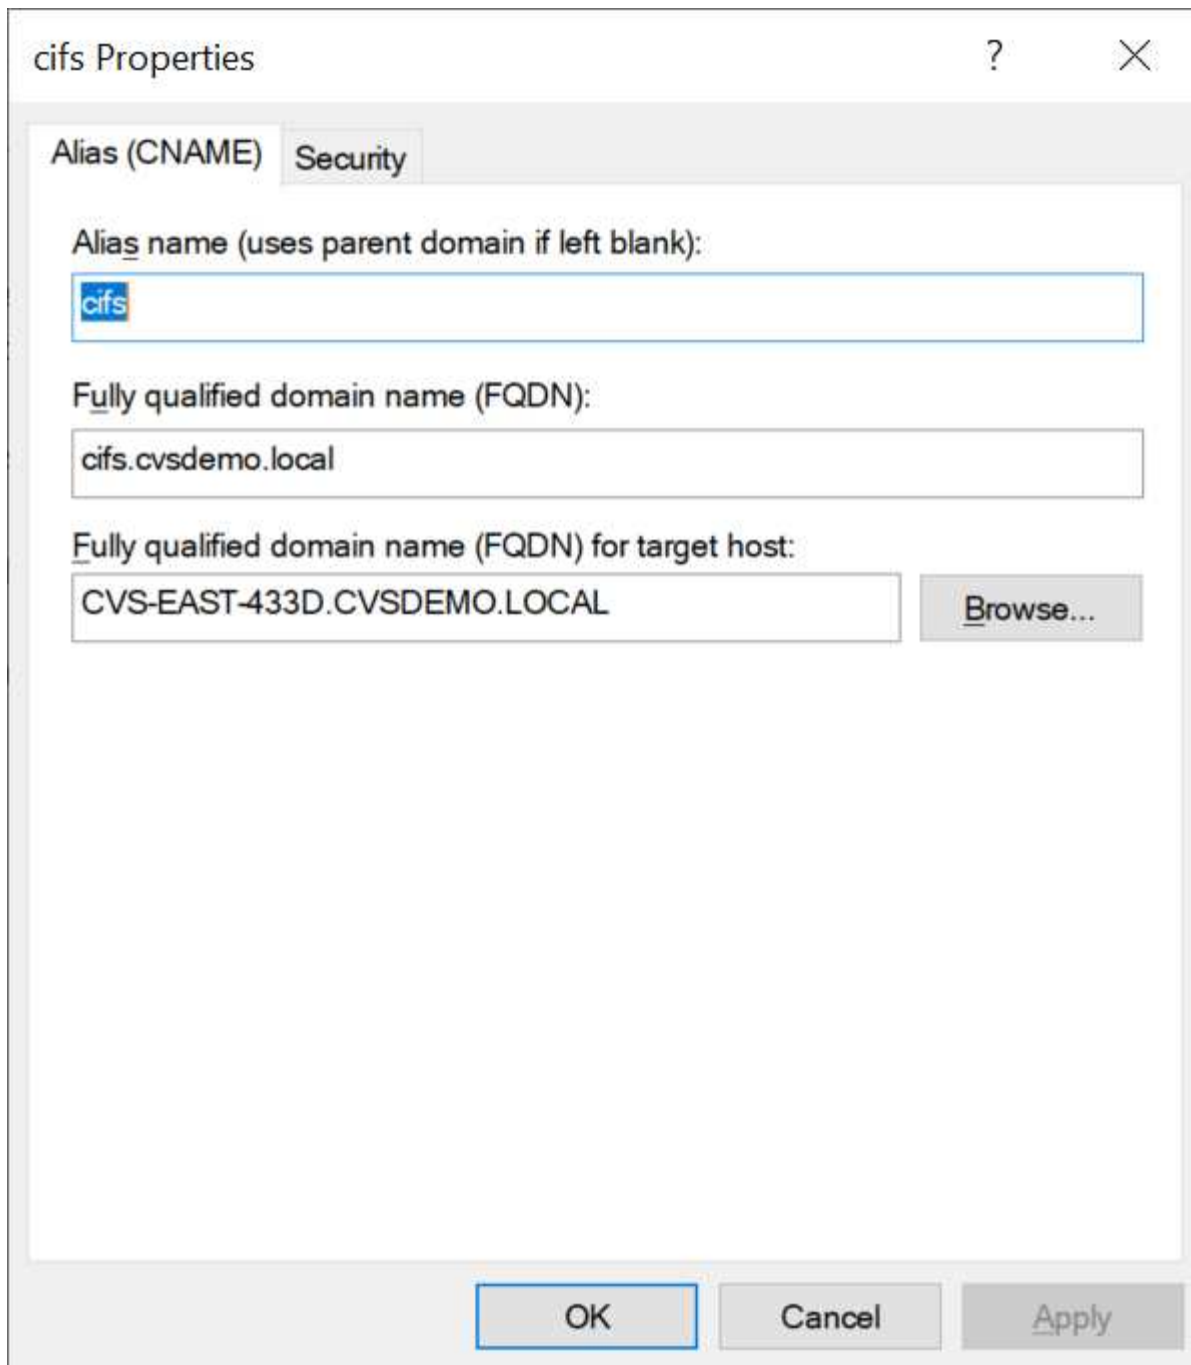 cifs Properties
?
Alias (CNAME) Security
Alias name (uses parent domain if left blank):
cifs
Fully qualified domain name (FQDN):
cifs.cvsdemo.local
Fully qualified domain name (FQDN) for target host:
CVS-EAST-433D.CVSDEMO.LOCAL Browse...
OK Cancel Apply